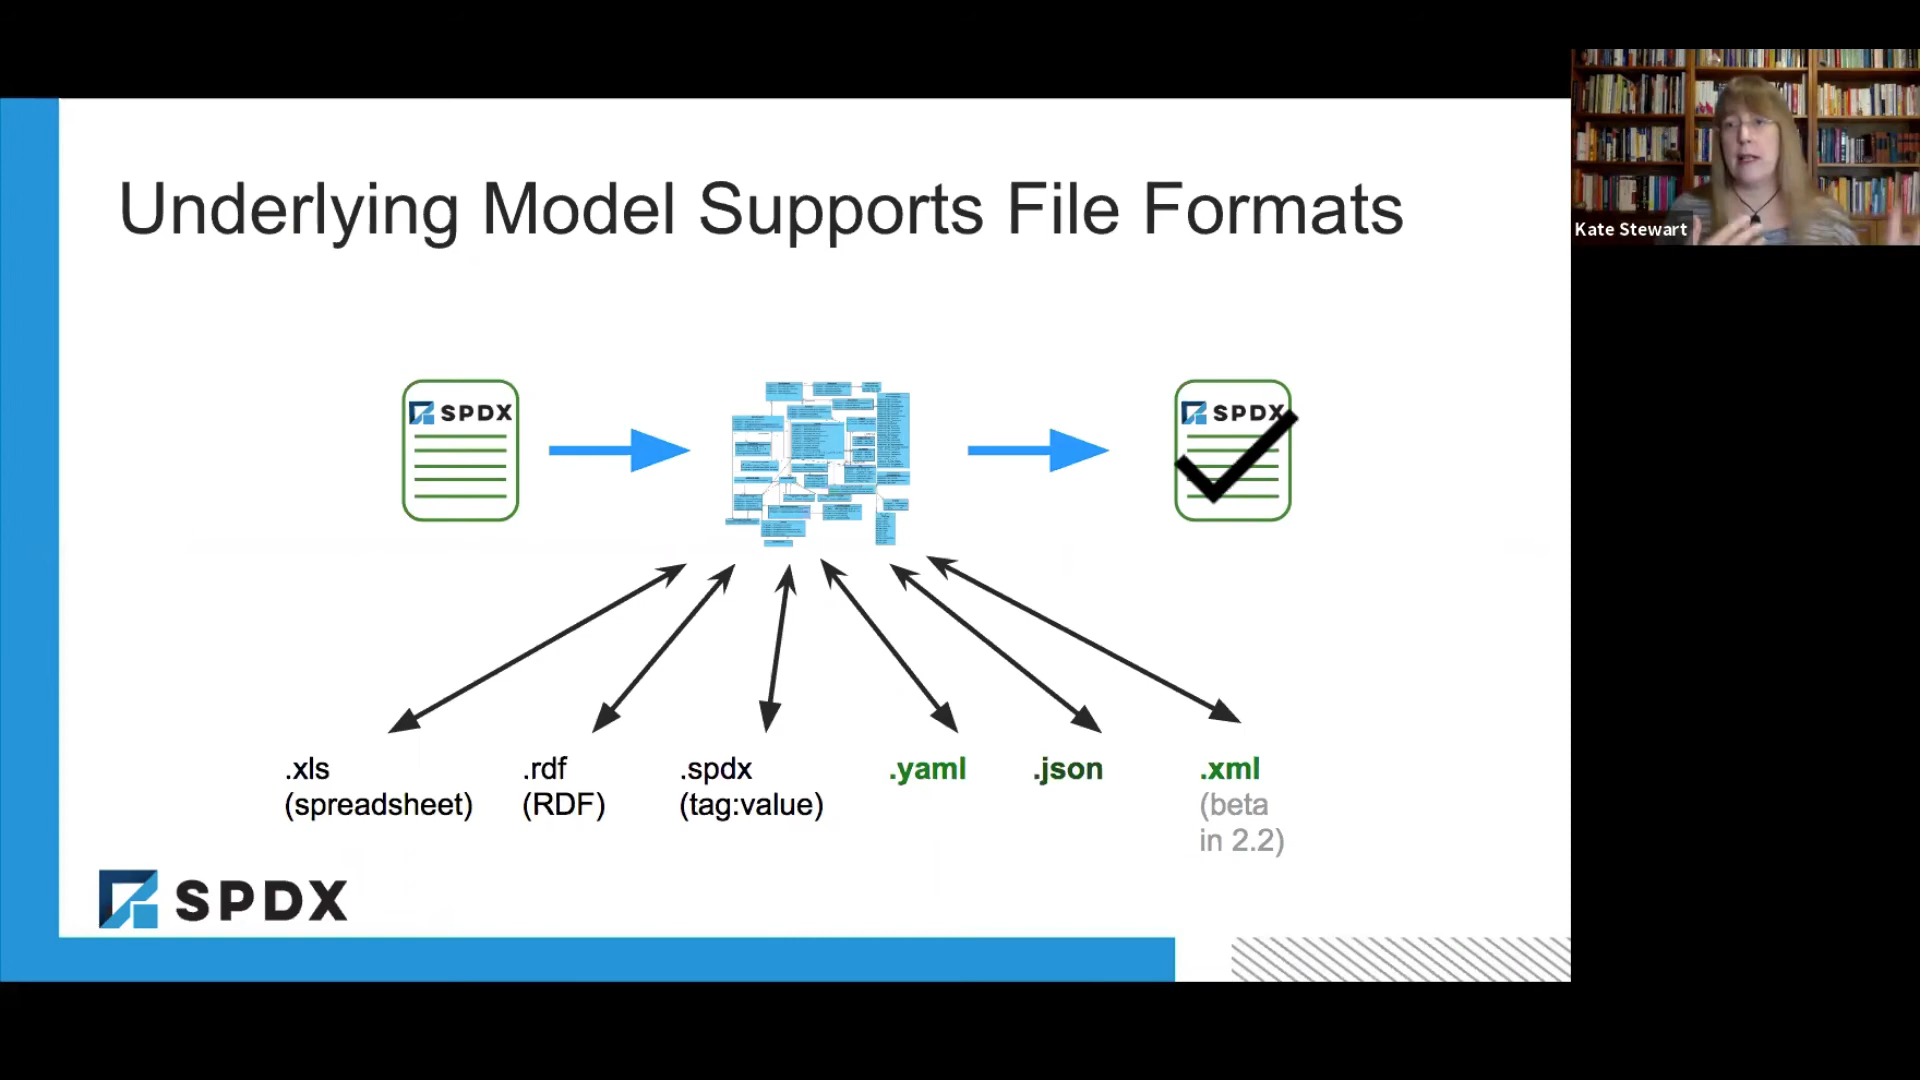 Underlying Model Supports File Formats
Kate Stewart
SPDX
SPDX
.xls
(spreadsheet)
.rdf
(RDF)
.spdx
(tag:value)
.yaml
.json
.xml
(beta
in 2.2)
SPDX